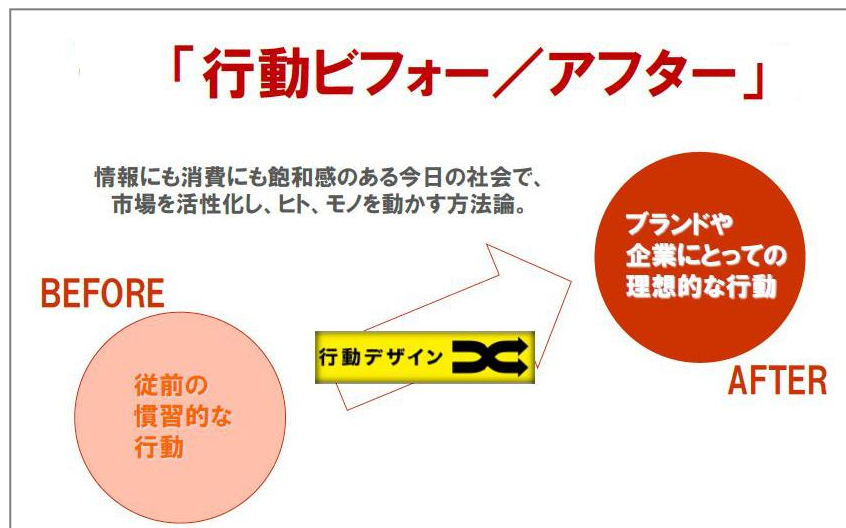 「行動ビフォー／アフター」
情報にも消費にも飽和感のある今日の社会で、
市場を活性化し、ヒト、モノを動かす方法論。
BEFORE
従前の
慣習的な
行動
行動デザイン
ブランドや
企業にとっての
理想的な行動
AFTER